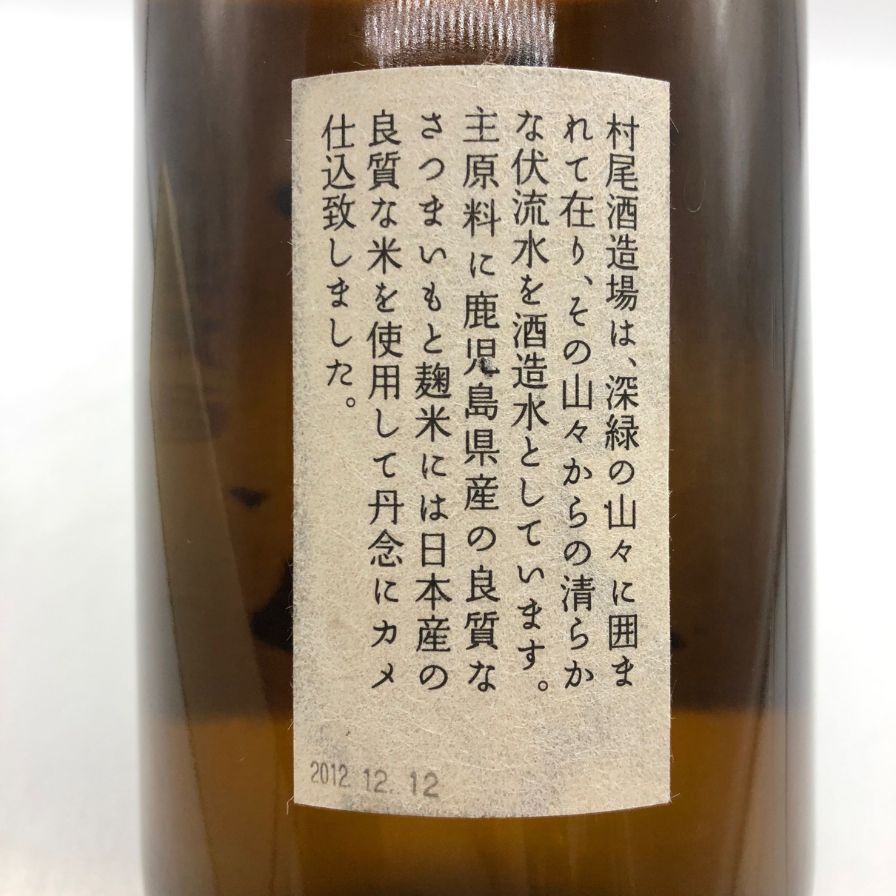 村尾酒造場は、深緑の山々に囲ま
れて在り、その山々からの清らか
な伏流水を酒造水としています。
主原料に鹿児島県産の良質な
さつまいもと麹米には日本産の
良質な米を使用して丹念にカメ
仕込致しました。
2012.12.12